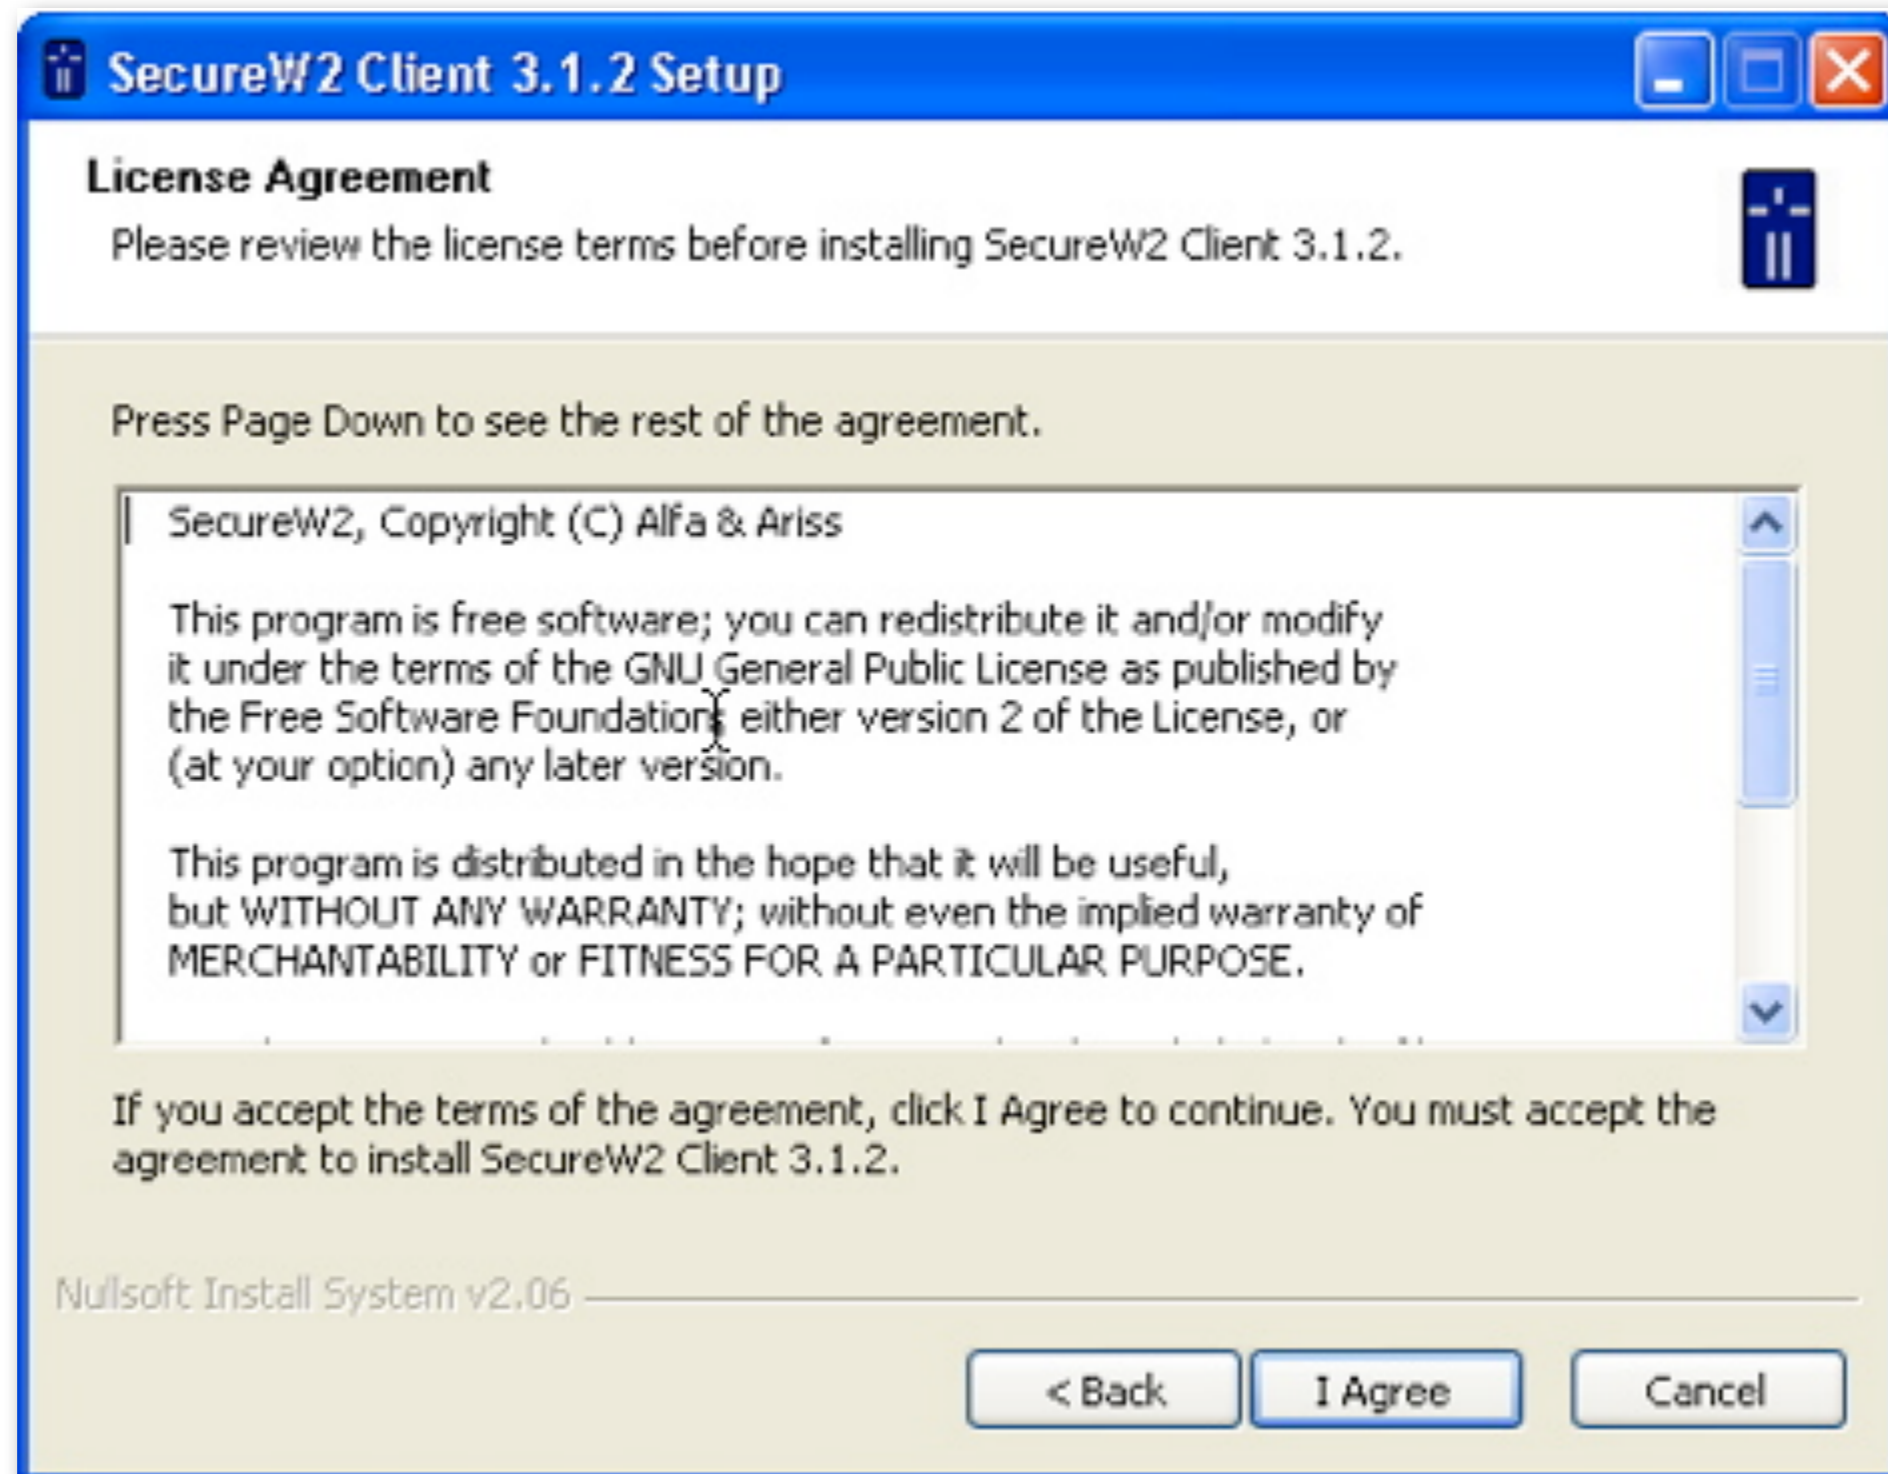 SecureW2 Client 3.1.2 Setup
License Agreement
Please review the license terms before installing SecureW2 Client 3.1.2.
Press Page Down to see the rest of the agreement.
SecureW2, Copyright (C) Alfa & Ariss
This program is free software; you can redistribute it and/or modify
it under the terms of the GNU General Public License as published by
the Free Software Foundation; either version 2 of the License, or
(at your option) any later version.
This program is distributed in the hope that it will be useful,
but WITHOUT ANY WARRANTY; without even the implied warranty of
MERCHANTABILITY or FITNESS FOR A PARTICULAR PURPOSE.
If you accept the terms of the agreement, click I Agree to continue. You must accept the
agreement to install SecureW2 Client 3.1.2.
Nullsoft Install System v2.06
< Back
I Agree
Cancel